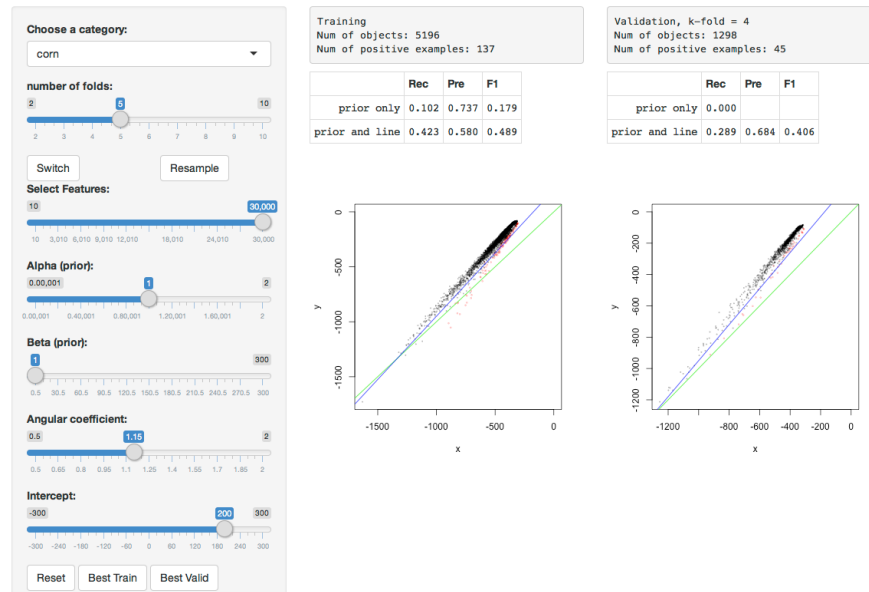 Choose a category:
corn
number of folds:
2 5 10
2 3 4 5 6 7 8 9 10
Switch Resample
Select Features:
10 30,000
10 3,010 6,010 9,010 12,010 18,010 24,010 30,000
Alpha (prior):
0.00,001 1 2
0.00,001 0.40,001 0.80,001 1.20,001 1.60,001 2
Beta (prior):
1 300
0.5 30.5 60.5 90.5 120.5 150.5 180.5 210.5 240.5 270.5 300
Angular coefficient:
0.5 1.15 2
0.5 0.65 0.8 0.95 1.1 1.25 1.4 1.55 1.7 1.85 2
Intercept:
-300 200 300
-300 -240 -180 -120 -60 0 60 120 180 240 300
Reset Best Train Best Valid
Training
Num of objects: 5196
Num of positive examples: 137
Rec Pre F1
prior only 0.102 0.737 0.179
prior and line 0.423 0.580 0.489
0
-500
-1000
-1500
y
-1500 -1000 -500 0
x
Validation, k-fold = 4
Num of objects: 1298
Num of positive examples: 45
Rec Pre F1
prior only 0.000
prior and line 0.289 0.684 0.406
0
-200
-400
-600
-800
-1000
-1200
y
-1200 -800 -600 -400 -200 0
x